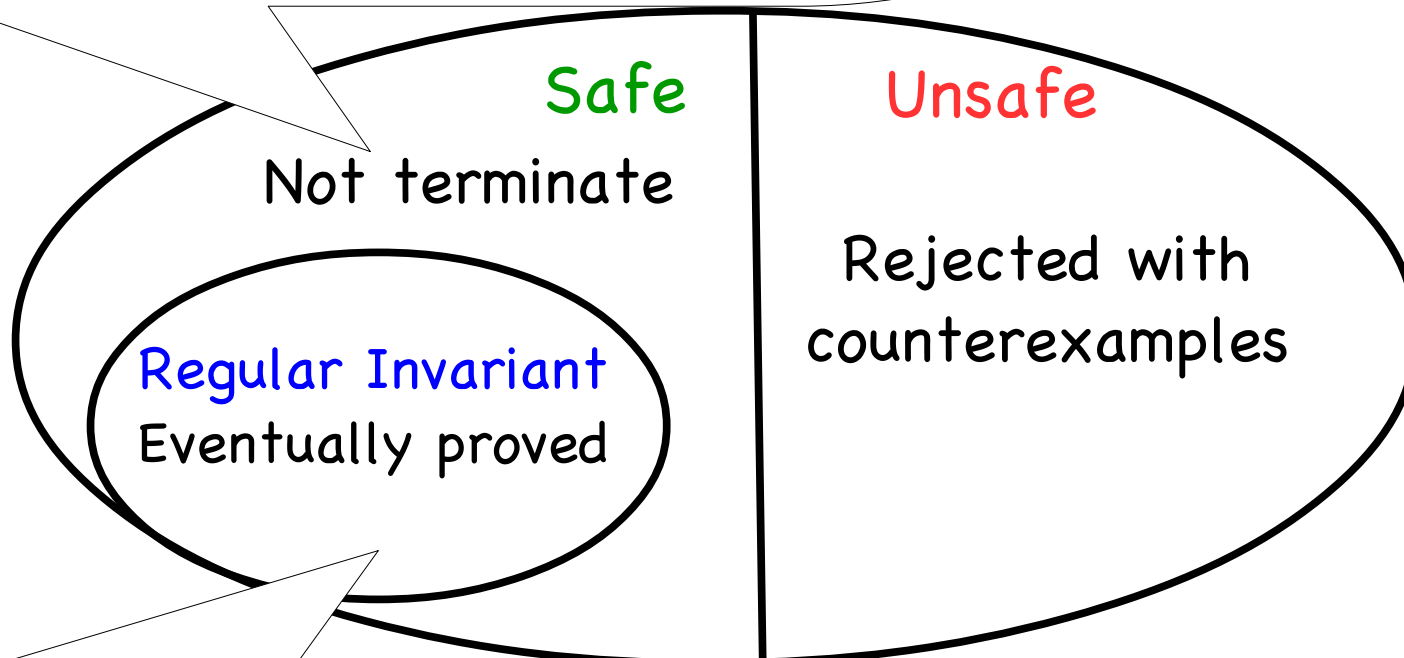 Safe
Unsafe
Not terminate
Rejected with
counterexamples
Regular Invariant
Eventually proved